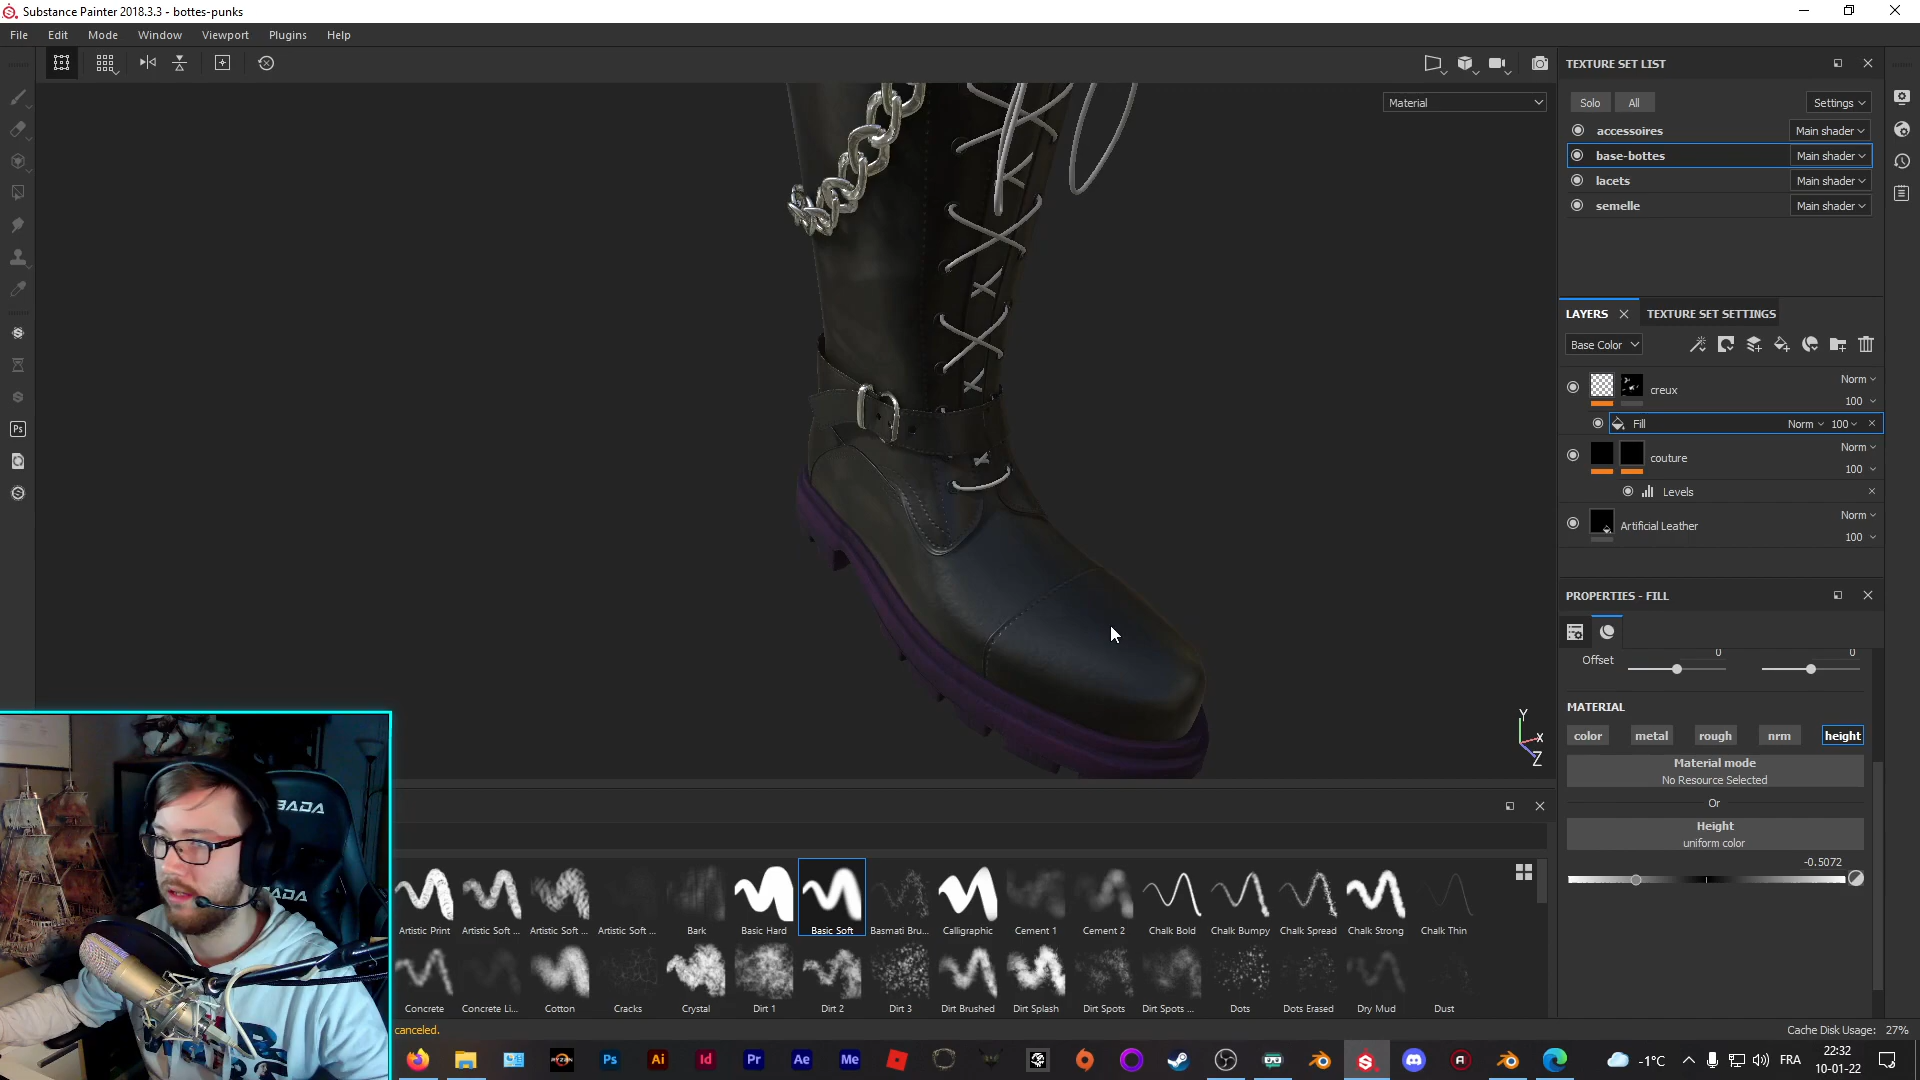 Substance Painter 2018.3.3 - bottes-punks
File Edit Mode Window Viewport Plugins Help
Material
TEXTURE SET LIST
Solo All Settings
accessoires Main shader
base-bottes Main shader
lacets Main shader
semelle Main shader
LAYERS TEXTURE SET SETTINGS
Base Color
creux Norm 100
Fill Norm 100
couture Norm 100
Levels
Artificial Leather Norm 100
PROPERTIES - FILL
0 0
Offset
MATERIAL
color metal rough nrm height
Material mode
No Resource Selected
Or
Height
uniform color
-0.5072
Y
X
Z
Ps
Artistic Print Artistic Soft ... Artistic Soft ... Artistic Soft ... Bark Basic Hard Basic Soft Basmati Bru... Calligraphic Cement 1 Cement 2 Chalk Bold Chalk Bumpy Chalk Spread Chalk Strong Chalk Thin
Concrete Concrete Li... Cotton Cracks Crystal Dirt 1 Dirt 2 Dirt 3 Dirt Brushed Dirt Splash Dirt Spots Dirt Spots ... Dots Dots Erased Dry Mud Dust
canceled.
Cache Disk Usage: 27%
Ps Ai Id Pr Ae Me
-1°C FRA 22:32
10-01-22